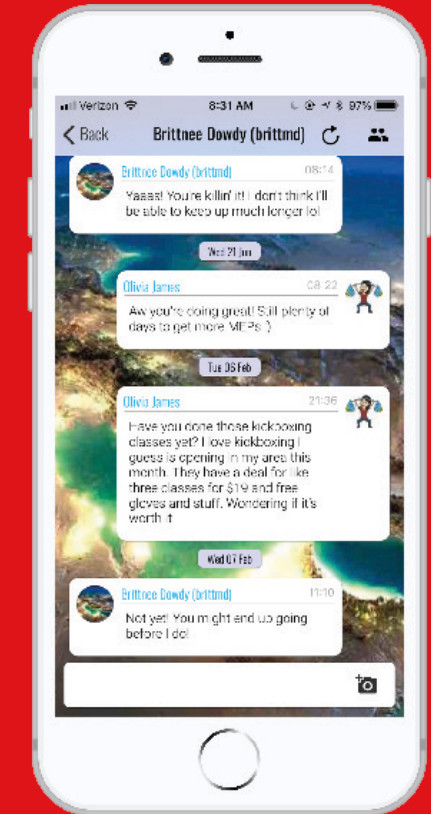 Verizon 8:31 AM 97%
Back Brittnee Dowdy (brittmd)
Brittnee Dowdy (brittmd) 08:14
Yaaas! You're killin' it! I don't think I'll
be able to keep up much longer lol
Wed 31 Jan
Olivia James 08:22
Aw you're doing great! Still plenty of
days to get more MEPs :)
Tue 06 Feb
Olivia James 21:36
Have you done those kickboxing
classes yet? I love kickboxing I
guess is opening in my area this
month. They have a deal for like
three classes for $19 and free
gloves and stuff. Wondering if it's
worth it
Wed 07 Feb
Brittnee Dowdy (brittmd) 11:10
Not yet! You might end up going
before I do!